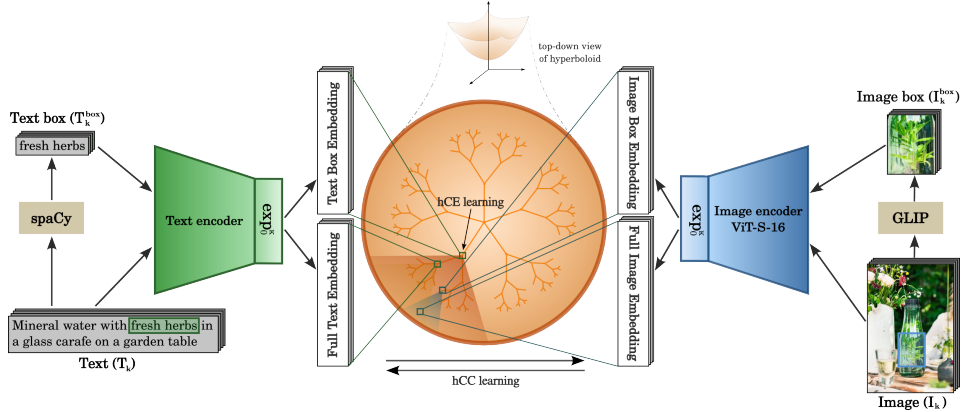 top-down view
of hyperboloid
Text box (T_k^box)
fresh herbs
spaCy
Text encoder
exp_0^κ
Text Box Embedding
Full Text Embedding
Mineral water with fresh herbs in
a glass carafe on a garden table
Text (T_k)
hCE learning
hCC learning
Image Box Embedding
Full Image Embedding
exp_0^κ
Image encoder
ViT-S-16
Image box (I_k^box)
GLIP
Image (I_k)